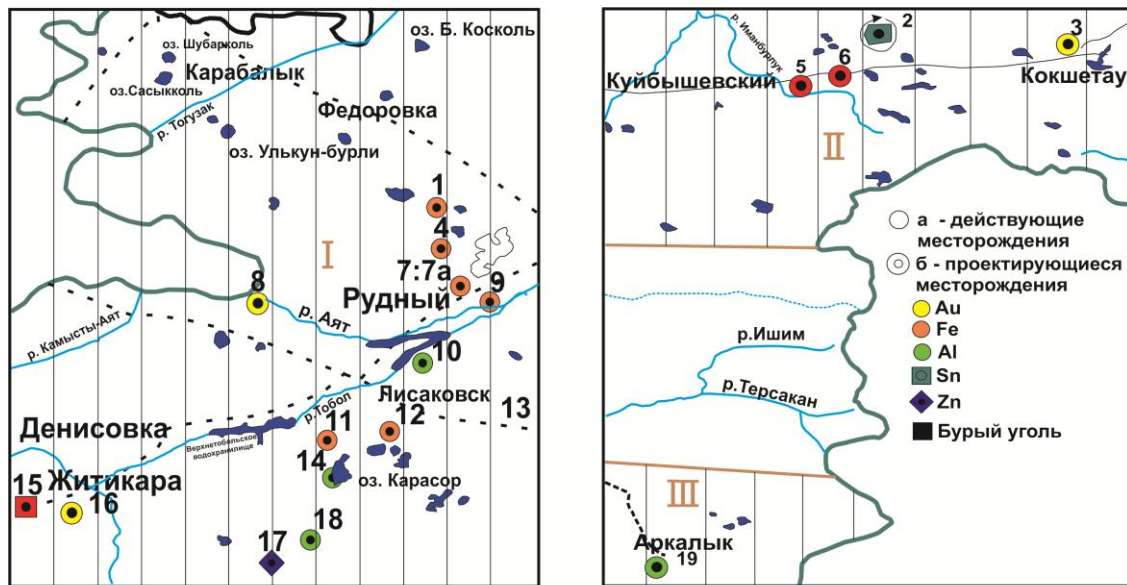 оз. Шубарколь
оз. Б. Косколь
Карабалык
оз.Сасыкколь
р. Тогузак
Федоровка
оз. Улькун-бурли
1
I
4
7:7а
8
Рудный
9
р. Аят
р. Камысты-Аят
10
Лисаковск
13
р.Тобол
Денисовка
11
12
Верхнетобольское
водохранилище
14
Житикара
оз. Карасор
15
16
18
17
р. Иманбурлук
2
3
6
5
Куйбышевский
Кокшетау
II
а - действующие
месторождения
б - проектирующиеся
месторождения
Au
Fe
р.Ишим
Al
Sn
р.Терсакан
Zn
Бурый уголь
III
Аркалык
19